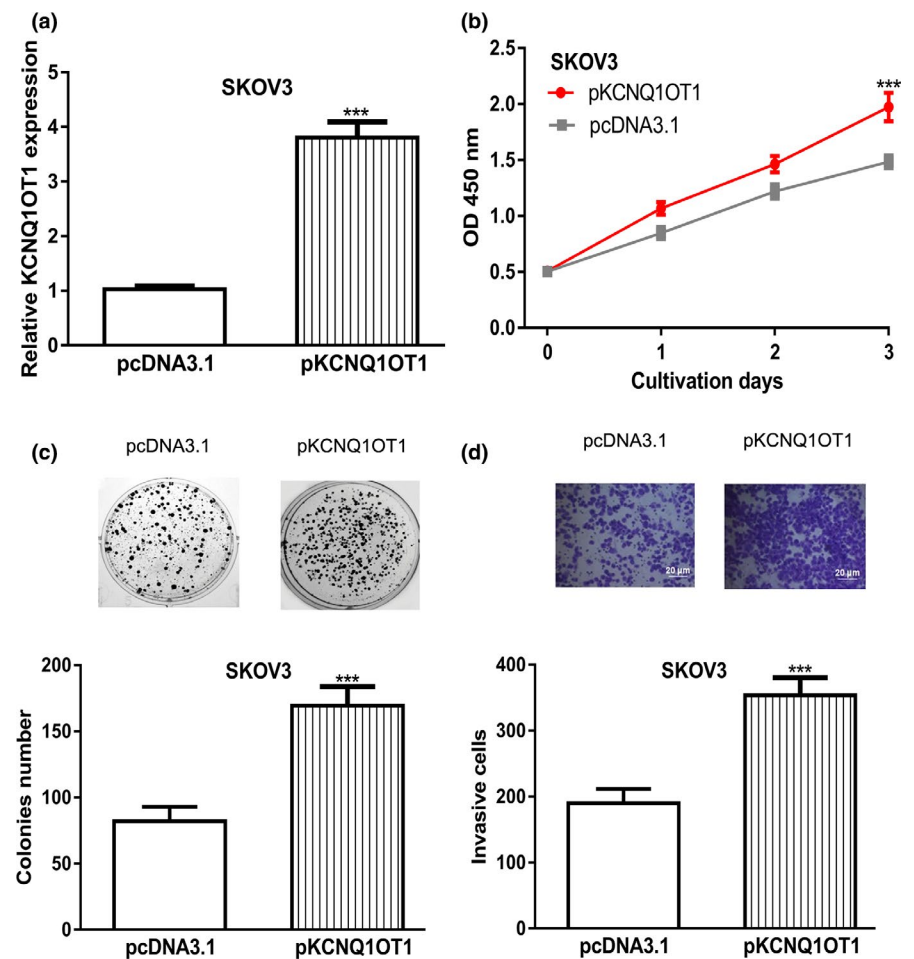 (a)
SKOV3
***
Relative KCNQ1OT1 expression
5
4
3
2
1
0
pcDNA3.1
pKCNQ1OT1
(b)
SKOV3
pKCNQ1OT1
pcDNA3.1
***
OD 450 nm
2.5
2.0
1.5
1.0
0.5
0.0
0 1 2 3
Cultivation days
(c)
pcDNA3.1
pKCNQ1OT1
SKOV3
***
Colonies number
200
150
100
50
0
pcDNA3.1
pKCNQ1OT1
(d)
pcDNA3.1
pKCNQ1OT1
20 µm
20 µm
SKOV3
***
Invasive cells
400
300
200
100
0
pcDNA3.1
pKCNQ1OT1